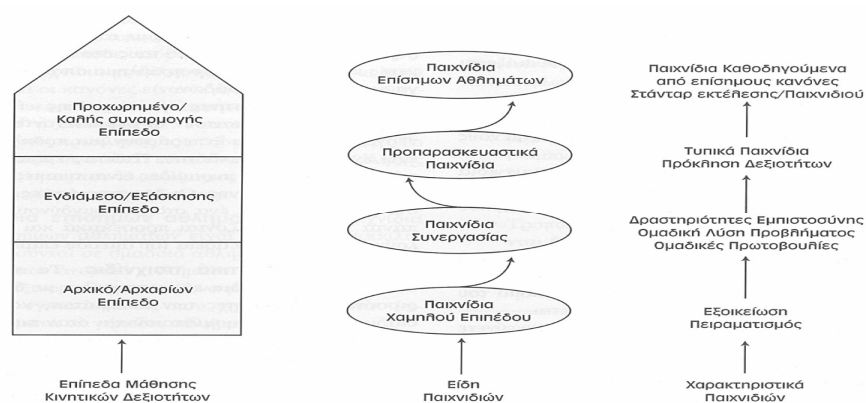 Προχωρημένο/
Καλής συναρμογής
Επίπεδο
Ενδιάμεσο/Εξάσκησης
Επίπεδο
Αρχικό/Αρχαρίων
Επίπεδο
Επίπεδα Μάθησης
Κινητικών Δεξιοτήτων
Παιχνίδια
Επίσημων Αθλημάτων
Προπαρασκευαστικά
Παιχνίδια
Παιχνίδια
Συνεργασίας
Παιχνίδια
Χαμηλού Επιπέδου
Είδη
Παιχνιδιών
Παιχνίδια Καθοδηγούμενα
από επίσημους κανόνες
Στάνταρ εκτέλεσης/Παιχνιδιού
Τυπικά Παιχνίδια
Πρόκληση Δεξιοτήτων
Δραστηριότητες Εμπιστοσύνης
Ομαδική Λύση Προβλήματος
Ομαδικές Πρωτοβουλίες
Εξοικείωση
Πειραματισμός
Χαρακτηριστικά
Παιχνιδιών